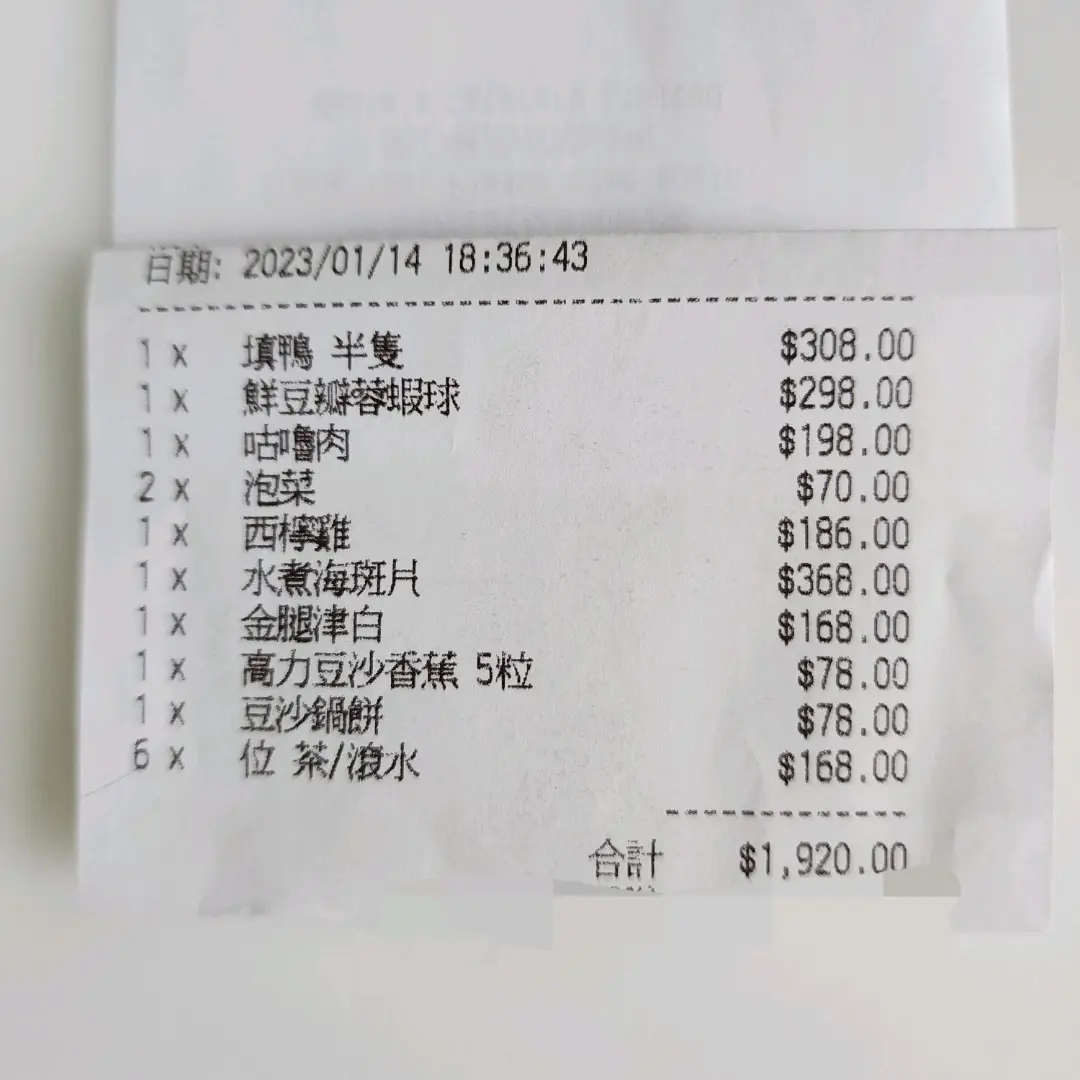 日期: 2023/01/14 18:36:43
1 x 填鴨 半隻 $308.00
1 x 鮮豆瓣蓉蝦球 $298.00
1 x 咕嚕肉 $198.00
2 x 泡菜 $70.00
1 x 西檸雞 $186.00
1 x 水煮海斑片 $368.00
1 x 金腿津白 $168.00
1 x 高力豆沙香蕉 5粒 $78.00
1 x 豆沙鍋餅 $78.00
6 x 位 茶/滾水 $168.00
合計 $1,920.00